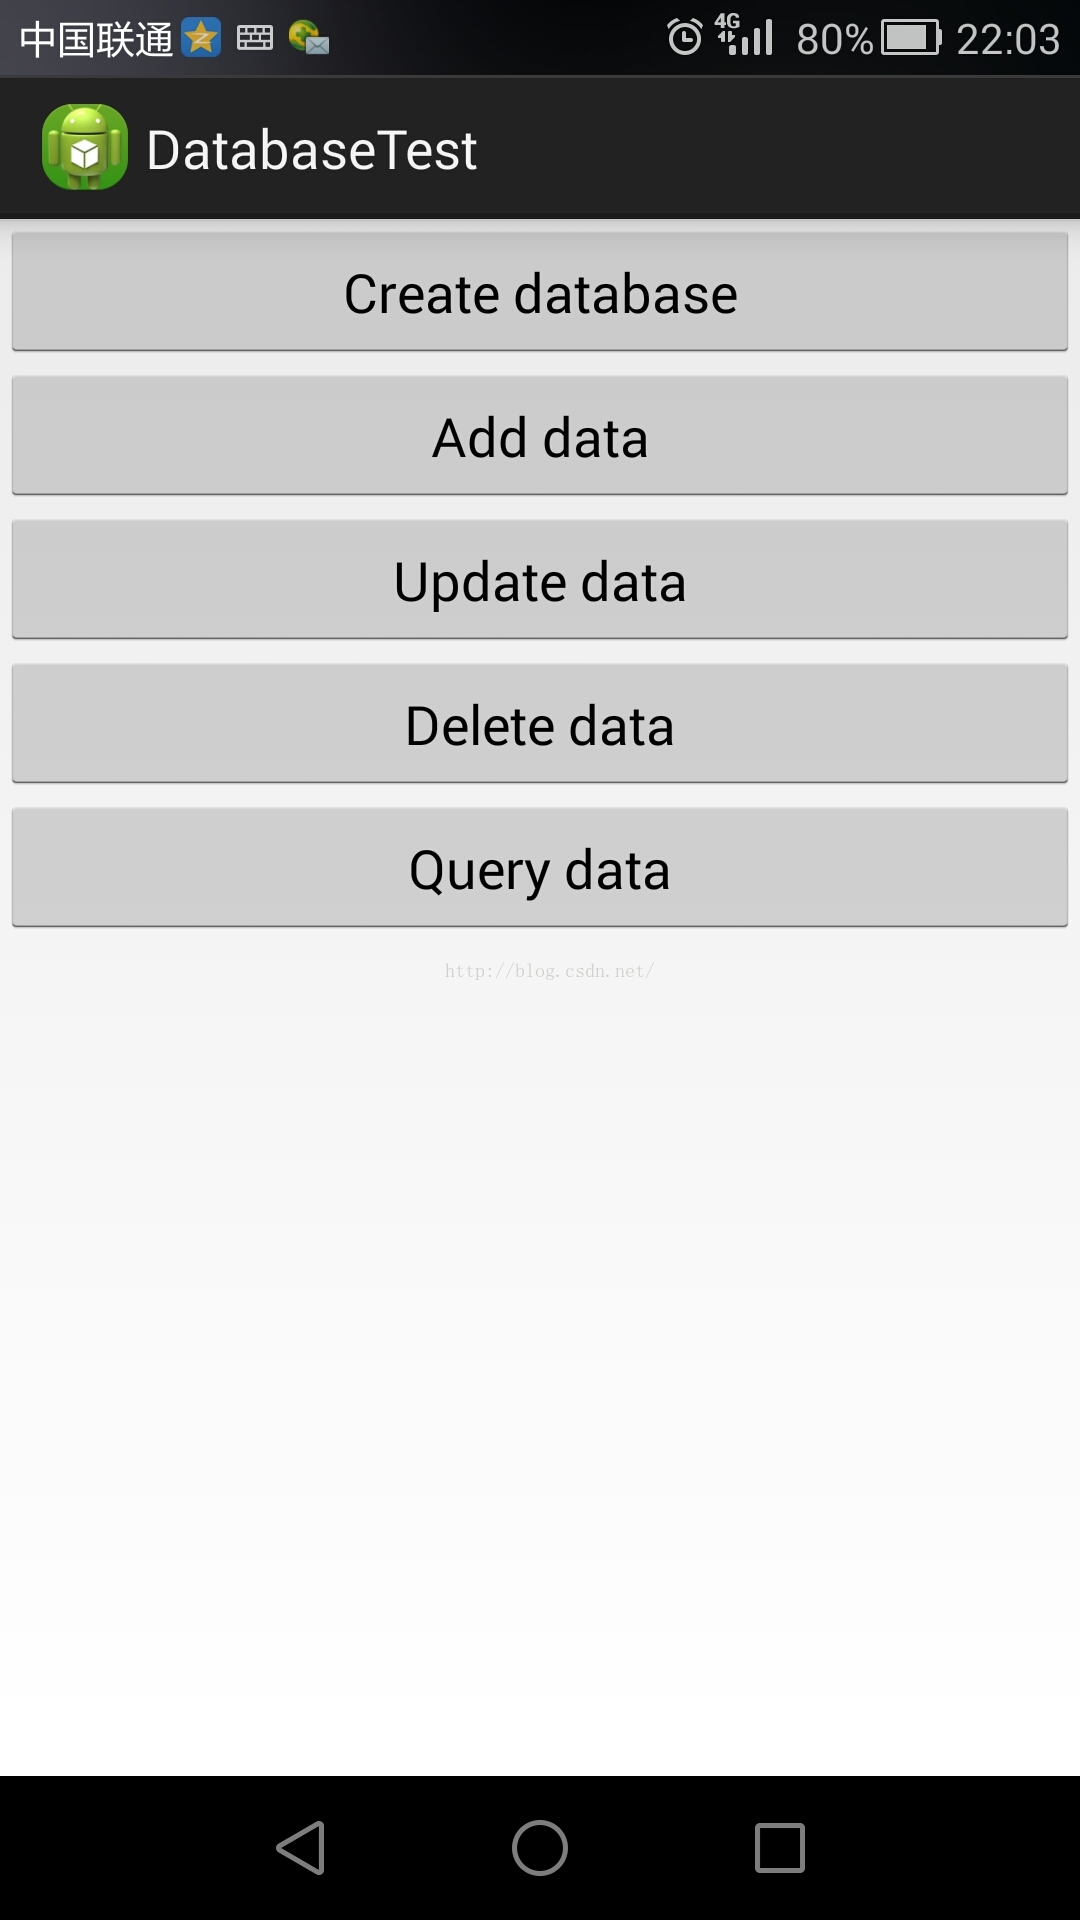 中国联通 4G 80% 22:03
DatabaseTest
Create database
Add data
Update data
Delete data
Query data
http://blog.csdn.net/